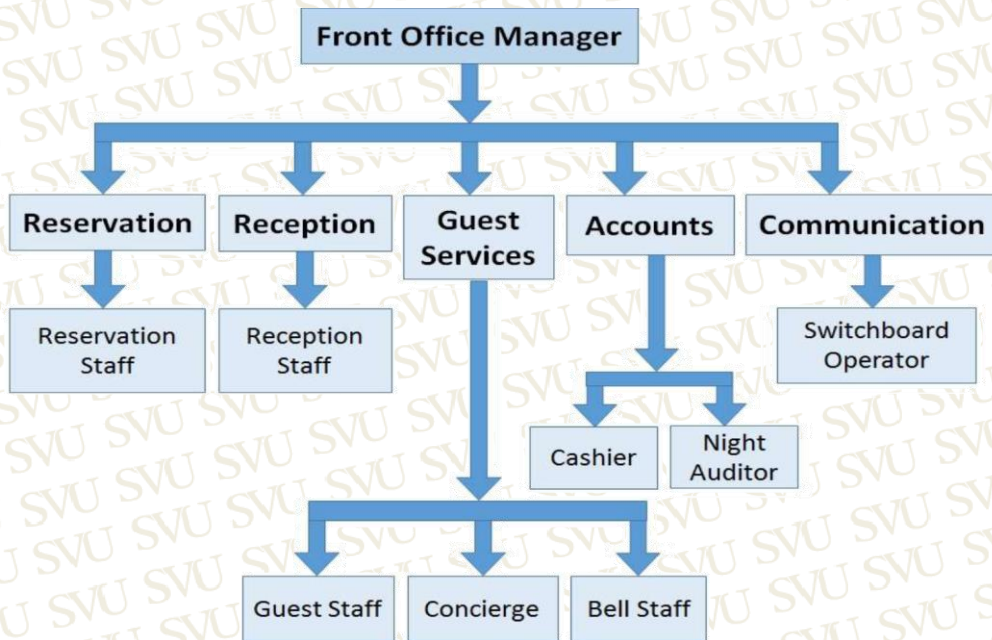 Front Office Manager
Reservation
Reception
Guest
Services
Accounts
Communication
Reservation
Staff
Reception
Staff
Switchboard
Operator
Cashier
Night
Auditor
Guest Staff
Concierge
Bell Staff
SVU